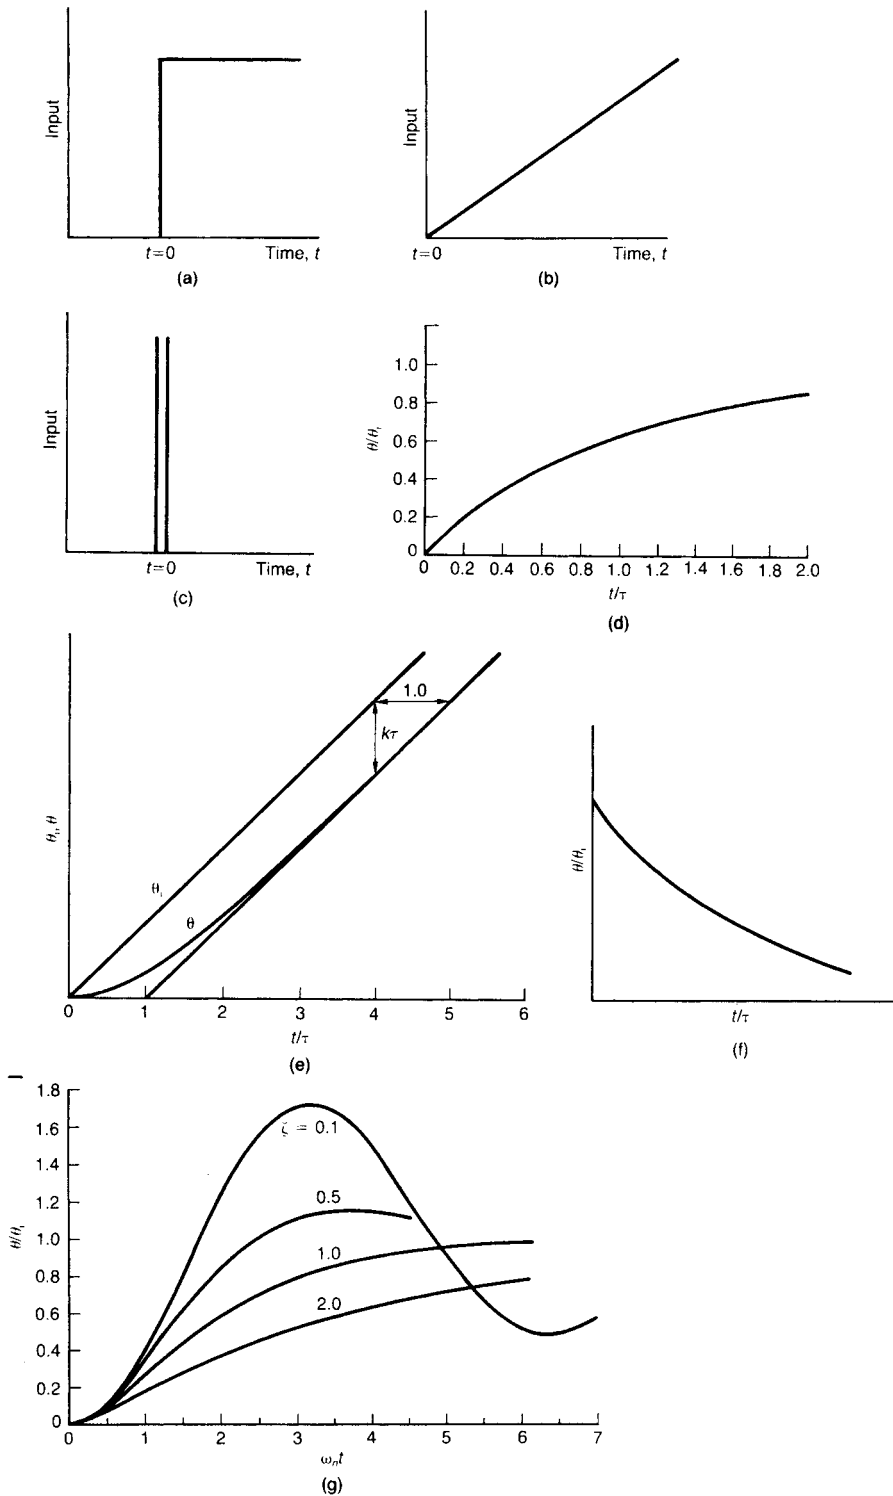 Input
t=0
Time, t
(a)
Input
t=0
Time, t
(b)
Input
t=0
Time, t
(c)
θ/θᵢ
1.0
0.8
0.6
0.4
0.2
0
0 0.2 0.4 0.6 0.8 1.0 1.2 1.4 1.6 1.8 2.0
t/τ
(d)
θᵢ, θ
1.0
kτ
θᵢ
θ
0 1 2 3 4 5 6
t/τ
(e)
θ/θᵢ
t/τ
(f)
θ/θᵢ
1.8
1.6
1.4
1.2
1.0
0.8
0.6
0.4
0.2
0
ζ = 0.1
0.5
1.0
2.0
0 1 2 3 4 5 6 7
ωₙt
(g)